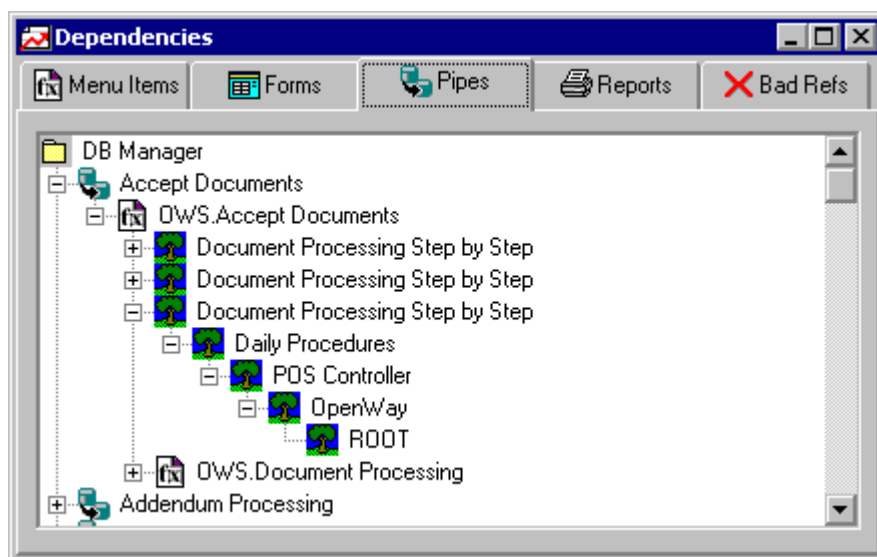 Dependencies
Menu Items Forms Pipes Reports Bad Refs
DB Manager
Accept Documents
OWS.Accept Documents
Document Processing Step by Step
Document Processing Step by Step
Document Processing Step by Step
Daily Procedures
POS Controller
OpenWay
ROOT
OWS.Document Processing
Addendum Processing